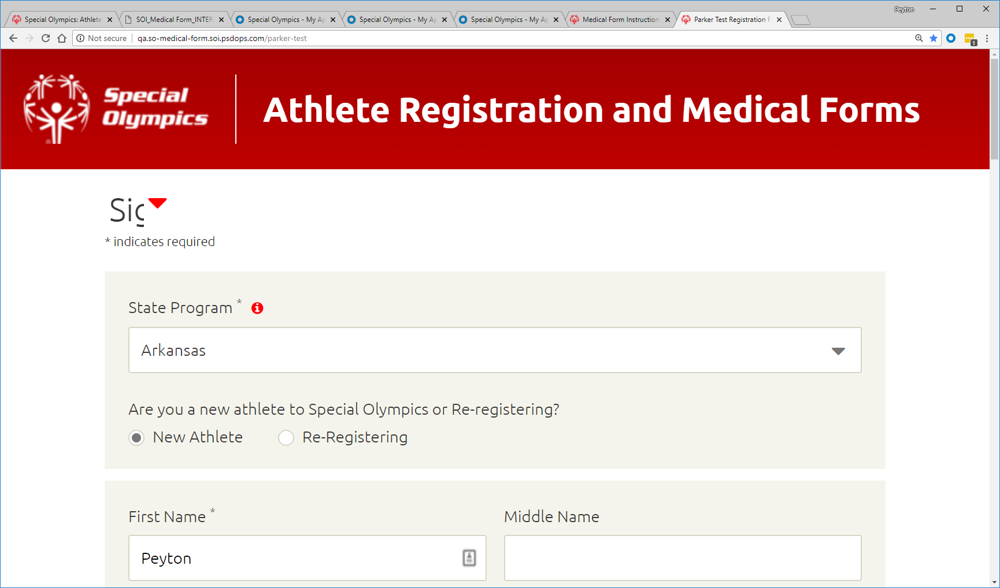 Peyton
Special Olympics: Athlete
SOI_Medical Form_INTER
Special Olympics - My Ap
Special Olympics - My Ap
Special Olympics - My Ap
Medical Form Instruction
Parker Test Registration F
Not secure
qa.so-medical-form.soi.psdops.com/parker-test
1
Special
Olympics
Athlete Registration and Medical Forms
Sig
* indicates required
State Program *
Arkansas
Are you a new athlete to Special Olympics or Re-registering?
New Athlete Re-Registering
First Name * Middle Name
Peyton